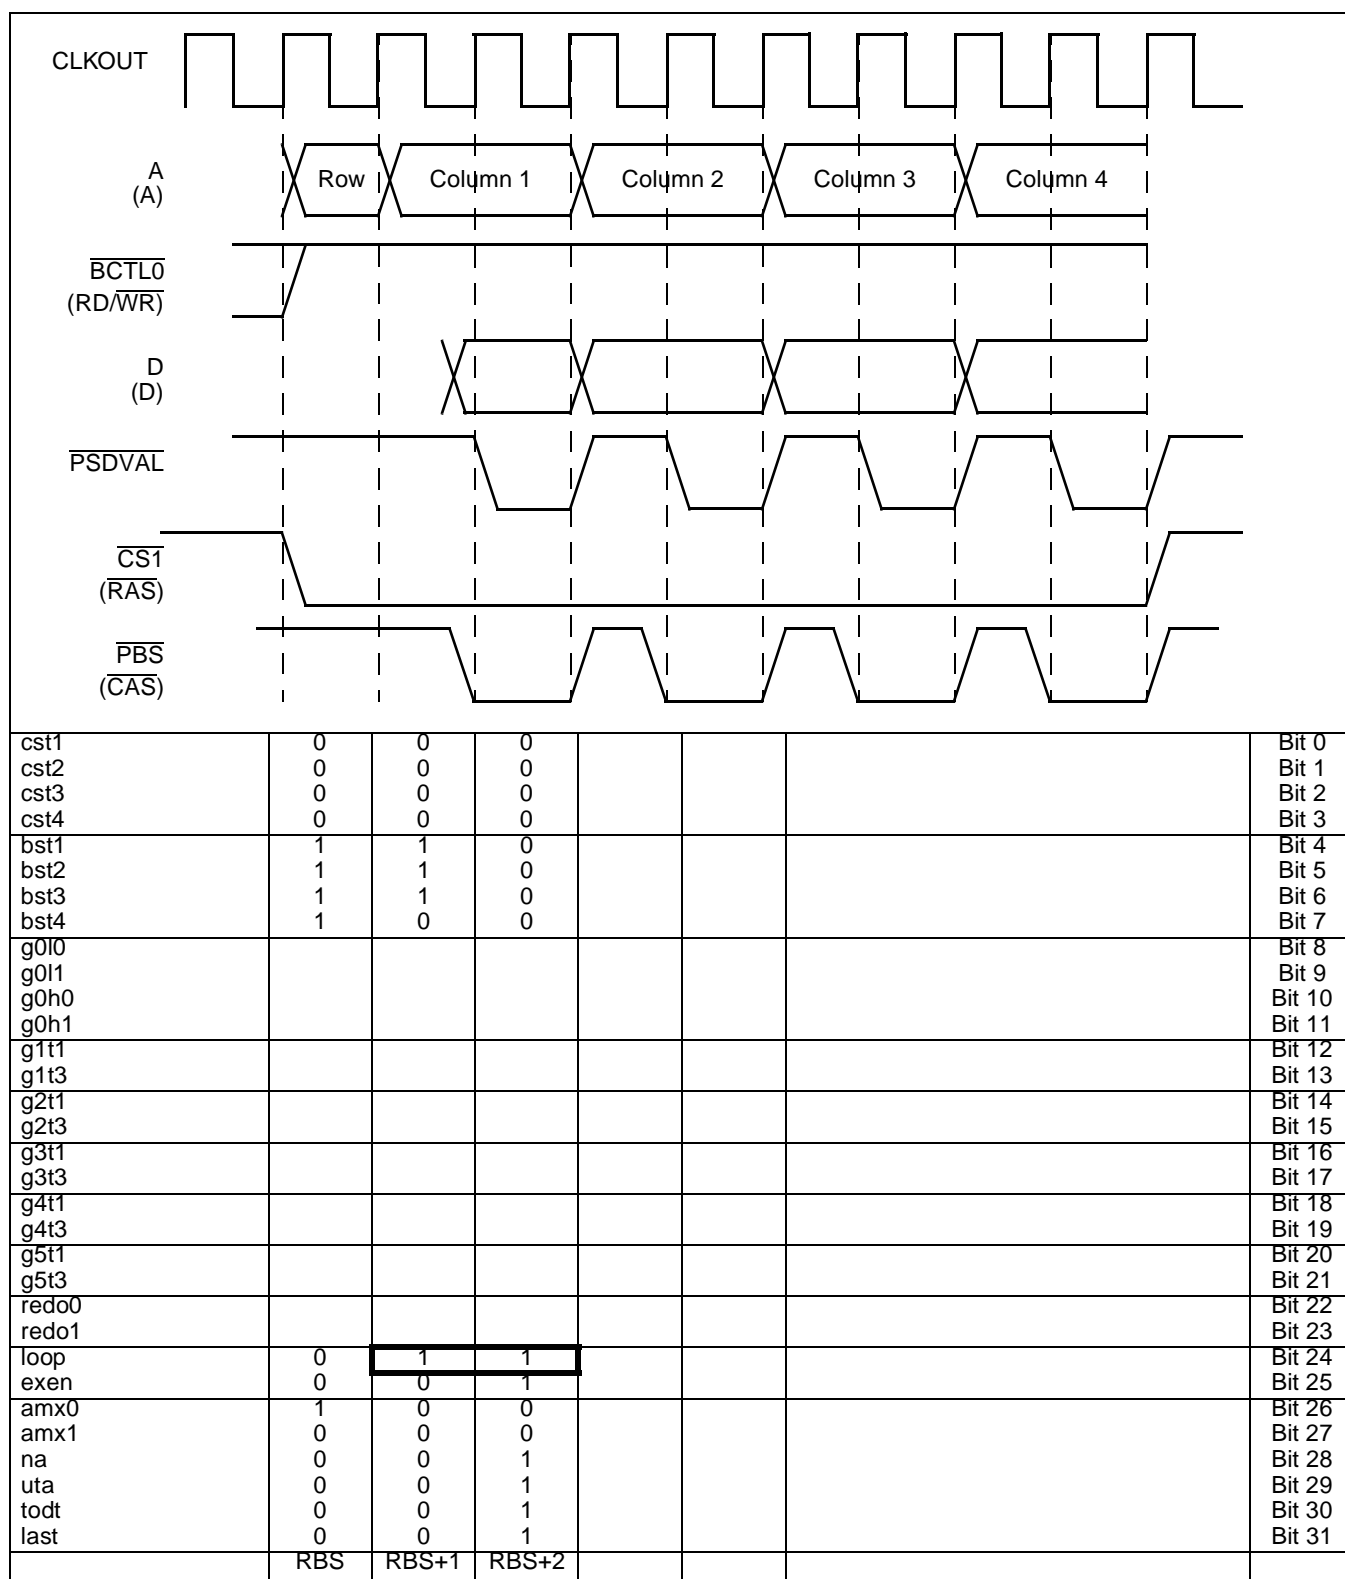 CLKOUT
A
(A)
Row Column 1 Column 2 Column 3 Column 4
BCTL0
(RD/WR)
D
(D)
PSDVAL
CS1
(RAS)
PBS
(CAS)
cst1 0 0 0 Bit 0
cst2 0 0 0 Bit 1
cst3 0 0 0 Bit 2
cst4 0 0 0 Bit 3
bst1 1 1 0 Bit 4
bst2 1 1 0 Bit 5
bst3 1 1 0 Bit 6
bst4 1 0 0 Bit 7
g0l0 Bit 8
g0l1 Bit 9
g0h0 Bit 10
g0h1 Bit 11
g1t1 Bit 12
g1t3 Bit 13
g2t1 Bit 14
g2t3 Bit 15
g3t1 Bit 16
g3t3 Bit 17
g4t1 Bit 18
g4t3 Bit 19
g5t1 Bit 20
g5t3 Bit 21
redo0 Bit 22
redo1 Bit 23
loop 0 1 1 Bit 24
exen 0 0 1 Bit 25
amx0 1 0 0 Bit 26
amx1 0 0 0 Bit 27
na 0 0 1 Bit 28
uta 0 0 1 Bit 29
todt 0 0 1 Bit 30
last 0 0 1 Bit 31
RBS RBS+1 RBS+2